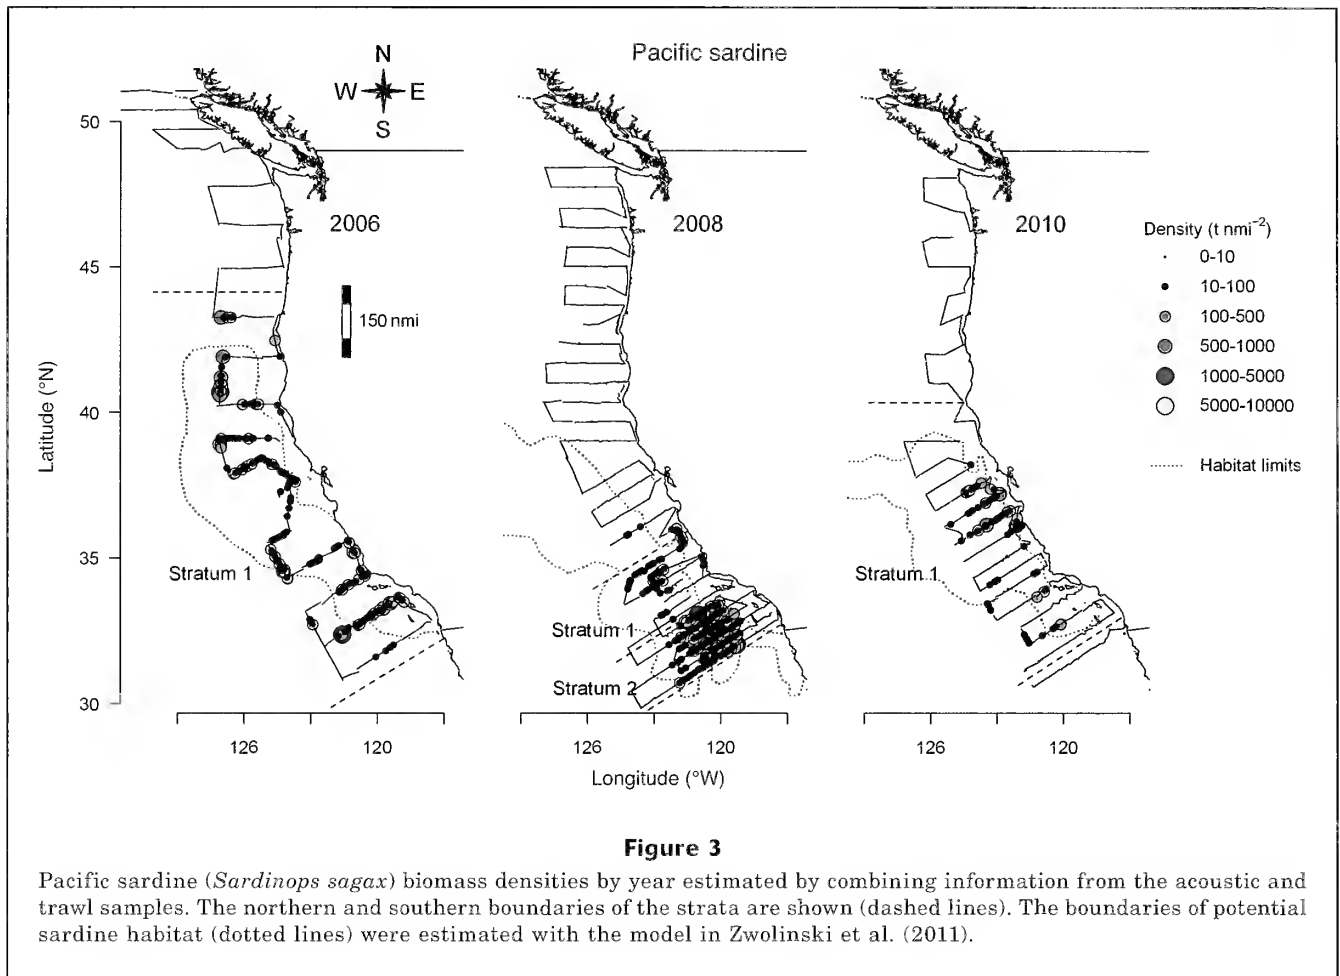 Pacific sardine
N
W E
S
50
45
40
35
30
Latitude (°N)
2006
150 nmi
Stratum 1
126
120
2008
Stratum 1
Stratum 2
126
120
Longitude (°W)
2010
Stratum 1
126
120
Density (t nmi⁻²)
0-10
10-100
100-500
500-1000
1000-5000
5000-10000
Habitat limits
Figure 3
Pacific sardine (Sardinops sagax) biomass densities by year estimated by combining information from the acoustic and
trawl samples. The northern and southern boundaries of the strata are shown (dashed lines). The boundaries of potential
sardine habitat (dotted lines) were estimated with the model in Zwolinski et al. (2011).